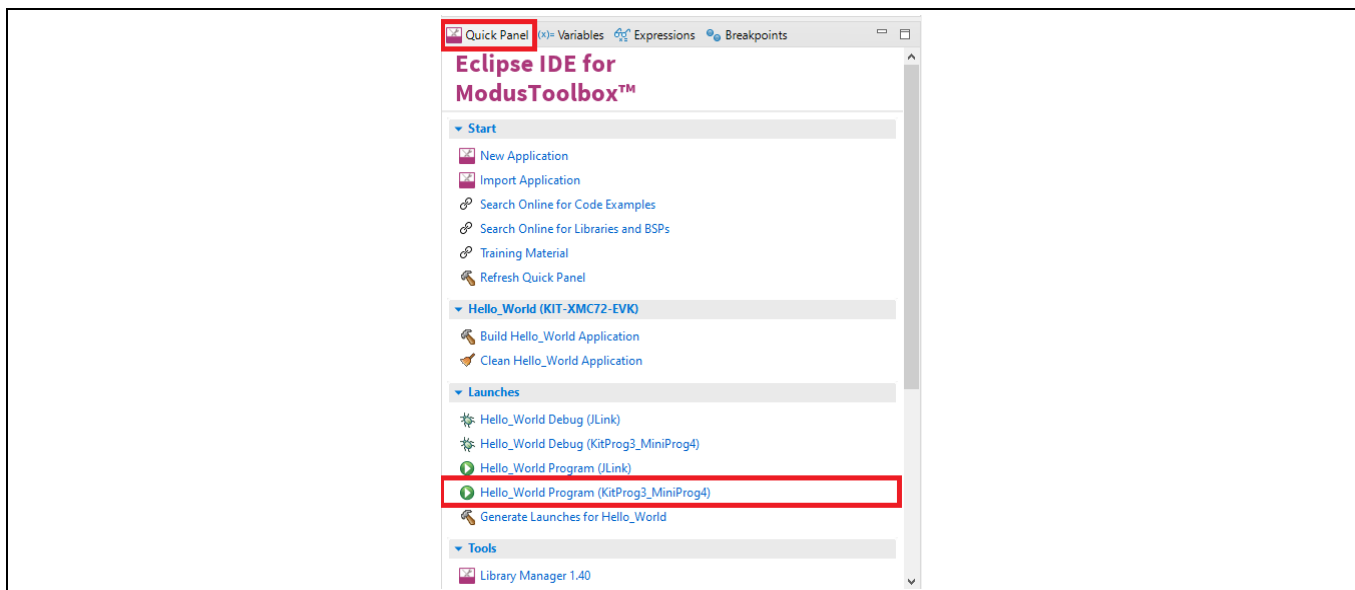 Quick Panel (x)= Variables Expressions Breakpoints
Eclipse IDE for
ModusToolbox™
Start
New Application
Import Application
Search Online for Code Examples
Search Online for Libraries and BSPs
Training Material
Refresh Quick Panel
Hello_World (KIT-XMC72-EVK)
Build Hello_World Application
Clean Hello_World Application
Launches
Hello_World Debug (JLink)
Hello_World Debug (KitProg3_MiniProg4)
Hello_World Program (JLink)
Hello_World Program (KitProg3_MiniProg4)
Generate Launches for Hello_World
Tools
Library Manager 1.40